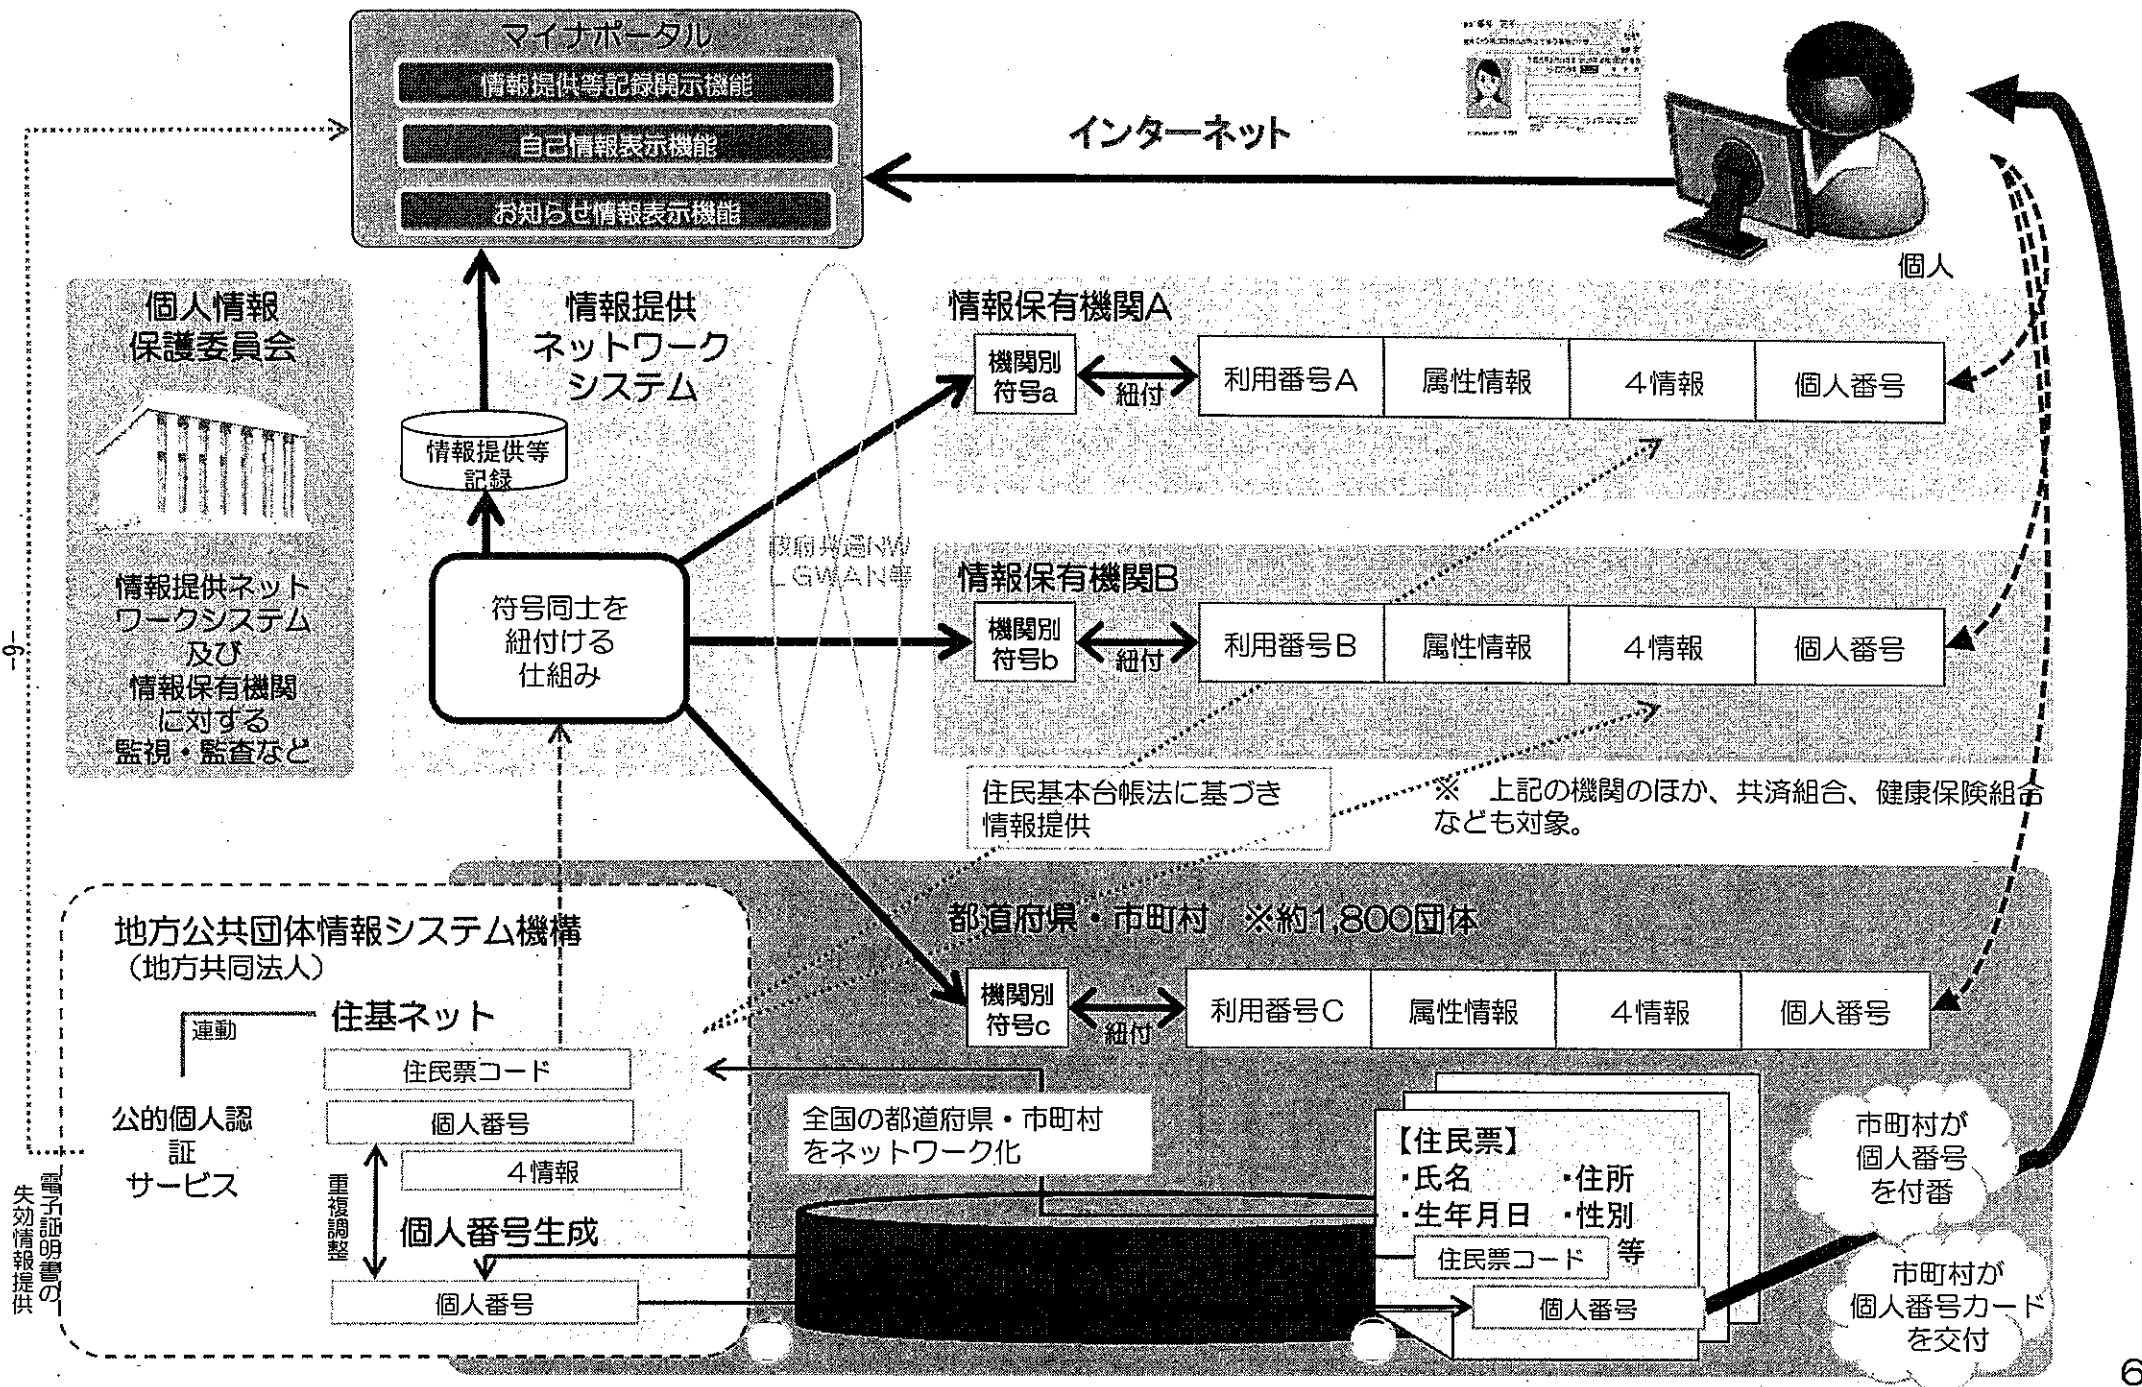 マイナポータル
情報提供等記録開示機能
自己情報表示機能
お知らせ情報表示機能
インターネット
個人
個人情報
保護委員会
情報提供ネット
ワークシステム
及び
情報保有機関
に対する
監視・監査など
情報提供
ネットワーク
システム
情報提供等
記録
符号同士を
紐付ける
仕組み
LGWAN等
情報保有機関A
機関別
符号a
紐付
利用番号A
属性情報
4情報
個人番号
情報保有機関B
機関別
符号b
紐付
利用番号B
属性情報
4情報
個人番号
住民基本台帳法に基づき
情報提供
※ 上記の機関のほか、共済組合、健康保険組合
なども対象。
都道府県・市町村 ※約1,800団体
機関別
符号c
紐付
利用番号C
属性情報
4情報
個人番号
地方公共団体情報システム機構
(地方共同法人)
連動
住基ネット
住民票コード
個人番号
4情報
公的個人認
証
サービス
重複調整
個人番号生成
個人番号
電子証明書の
失効情報提供
全国の都道府県・市町村
をネットワーク化
【住民票】
・氏名 ・住所
・生年月日 ・性別
住民票コード 等
個人番号
市町村が
個人番号
を付番
市町村が
個人番号カード
を交付
-6-
6